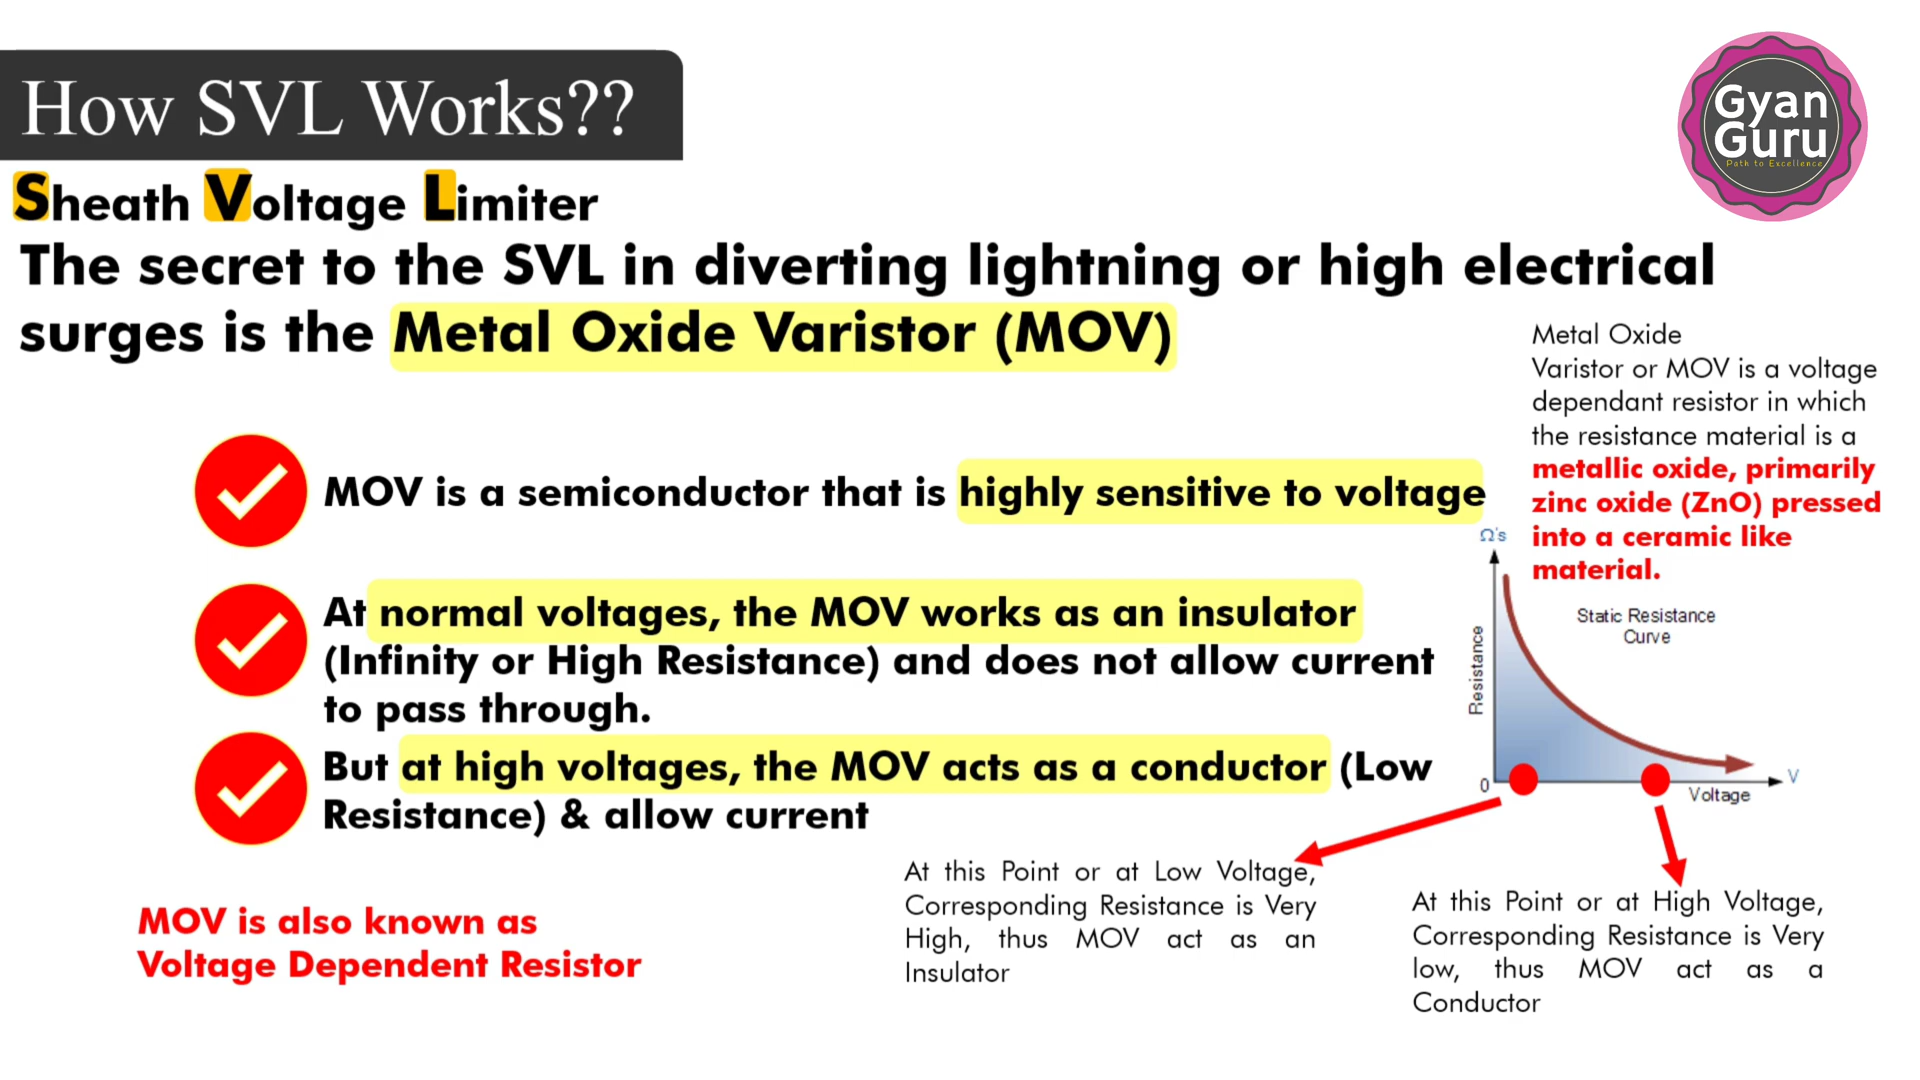 How SVL Works??
Gyan
Guru
Path to Excellence
Sheath Voltage Limiter
The secret to the SVL in diverting lightning or high electrical
surges is the Metal Oxide Varistor (MOV)
Metal Oxide
Varistor or MOV is a voltage
dependant resistor in which
the resistance material is a
metallic oxide, primarily
zinc oxide (ZnO) pressed
into a ceramic like
material.
MOV is a semiconductor that is highly sensitive to voltage
At normal voltages, the MOV works as an insulator
(Infinity or High Resistance) and does not allow current
to pass through.
But at high voltages, the MOV acts as a conductor (Low
Resistance) & allow current
Ω's
Static Resistance
Curve
Resistance
0
V
Voltage
At this Point or at Low Voltage,
Corresponding Resistance is Very
High, thus MOV act as an
Insulator
At this Point or at High Voltage,
Corresponding Resistance is Very
low, thus MOV act as a
Conductor
MOV is also known as
Voltage Dependent Resistor